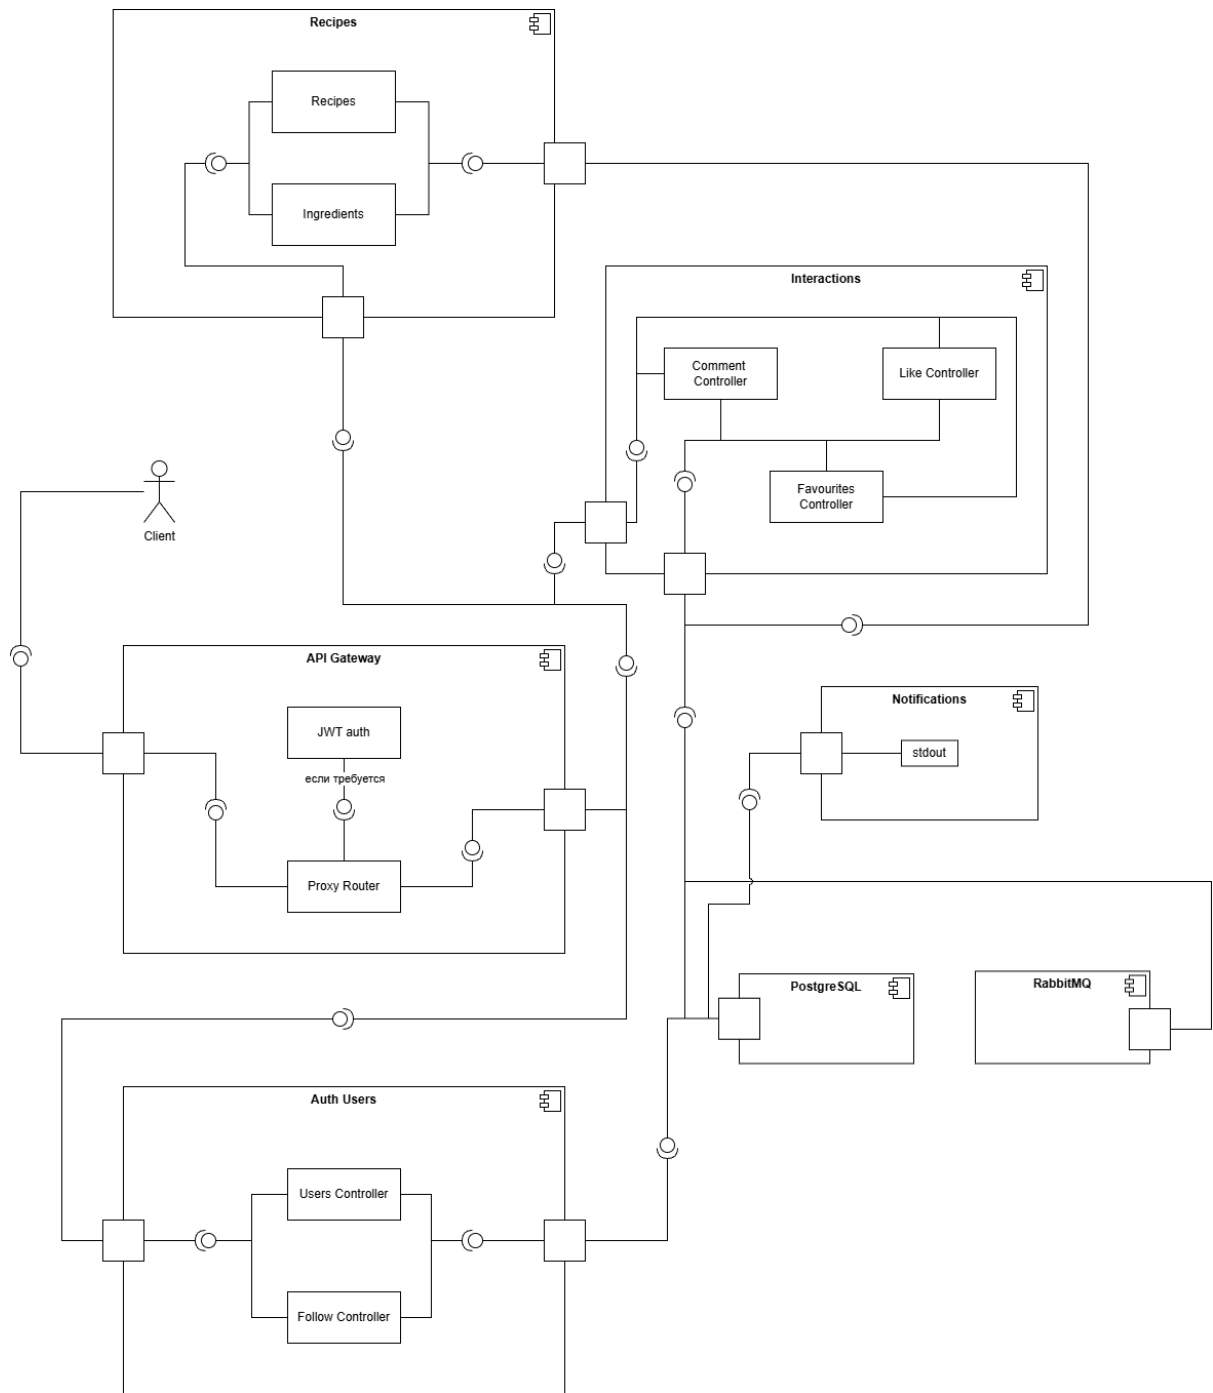 Recipes
Recipes
Ingredients
Interactions
Comment
Controller
Like Controller
Favourites
Controller
Client
API Gateway
JWT auth
если требуется
Proxy Router
Notifications
stdout
PostgreSQL
RabbitMQ
Auth Users
Users Controller
Follow Controller